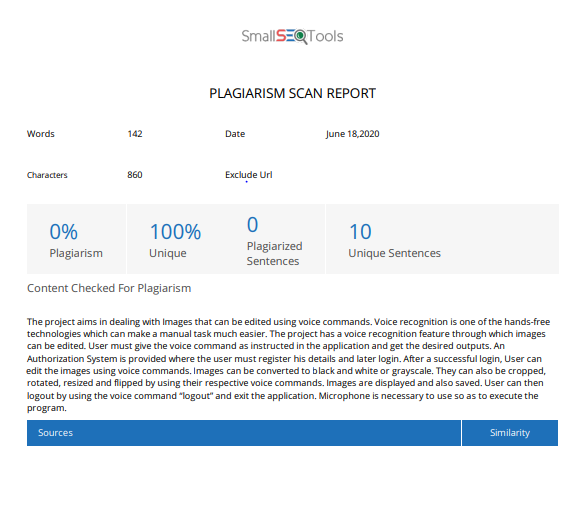 SmallSEOTools
PLAGIARISM SCAN REPORT
Words 142 Date June 18,2020
Characters 860 Exclude Url
0% 100% 0 10
Plagiarism Unique Plagiarized Sentences Unique Sentences
Content Checked For Plagiarism
The project aims in dealing with Images that can be edited using voice commands. Voice recognition is one of the hands-free
technologies which can make a manual task much easier. The project has a voice recognition feature through which images
can be edited. User must give the voice command as instructed in the application and get the desired outputs. An
Authorization System is provided where the user must register his details and later login. After a successful login, User can
edit the images using voice commands. Images can be converted to black and white or grayscale. They can also be cropped,
rotated, resized and flipped by using their respective voice commands. Images are displayed and also saved. User can then
logout by using the voice command “logout” and exit the application. Microphone is necessary to use so as to execute the
program.
Sources Similarity